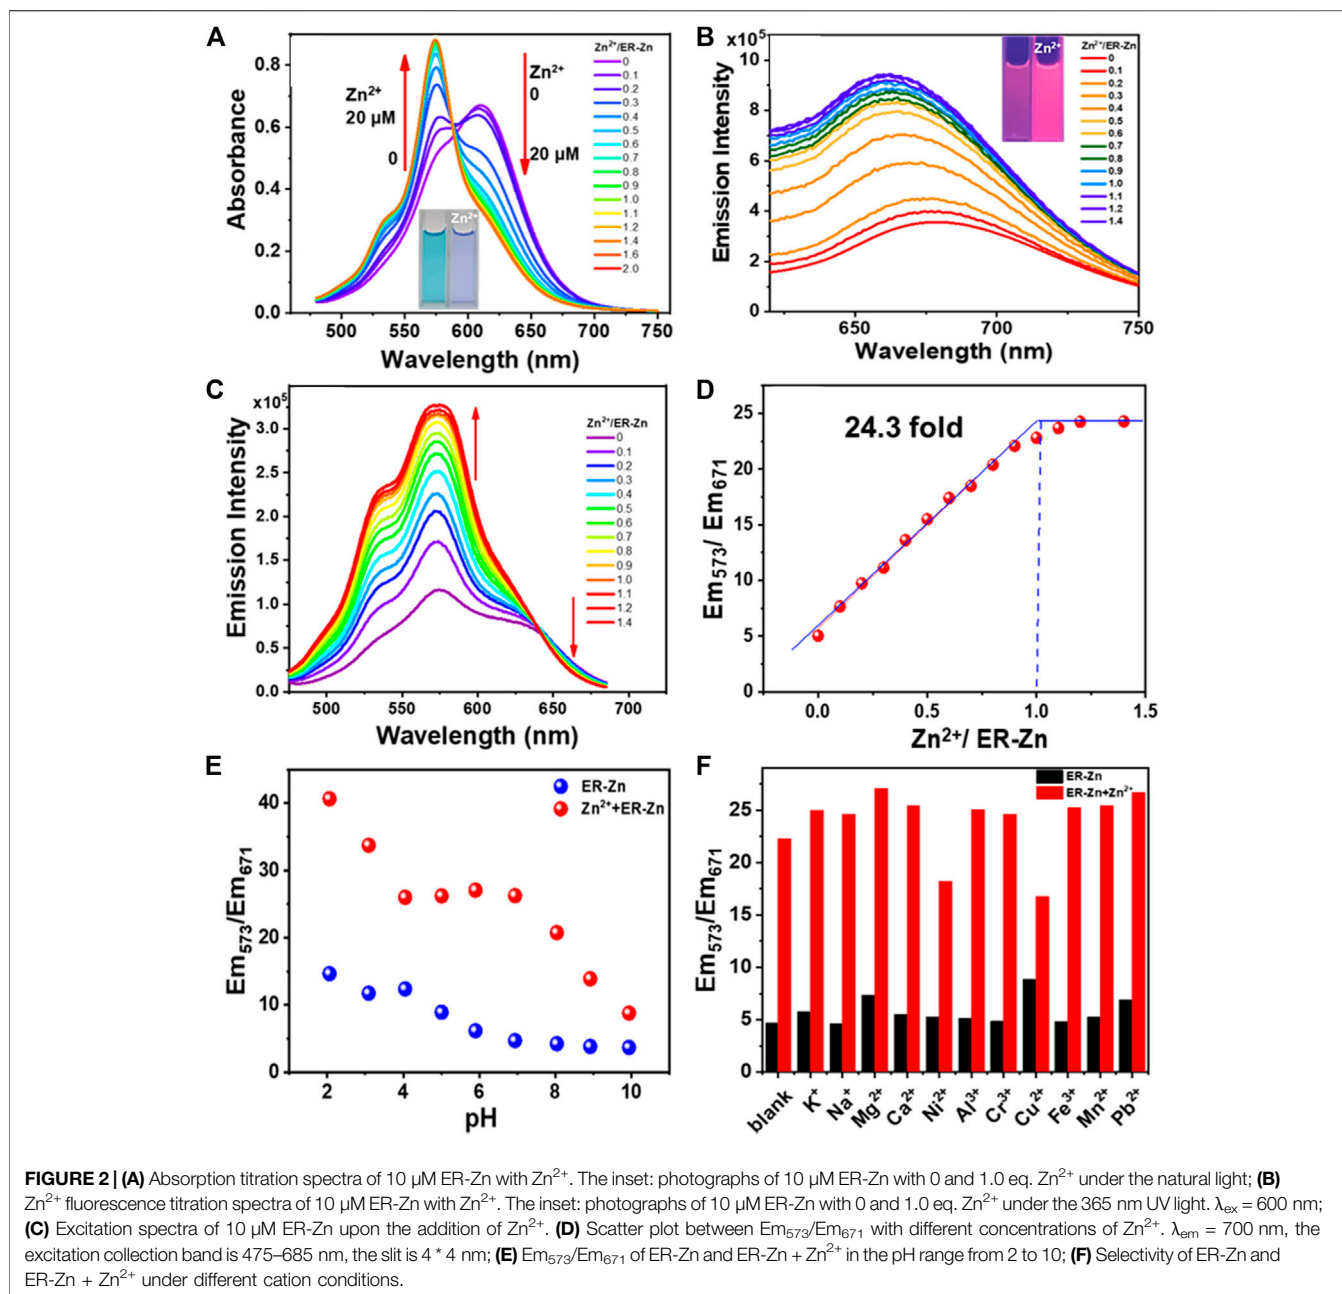 A
Absorbance
0.8
0.6
0.4
0.2
0.0
500 550 600 650 700 750
Wavelength (nm)
Zn²⁺
20 µM
0
Zn²⁺
0
20 µM
Zn²⁺
Zn²⁺/ER-Zn
0
0.1
0.2
0.3
0.4
0.5
0.6
0.7
0.8
0.9
1.0
1.1
1.2
1.4
1.6
2.0
B
x10⁵
Emission Intensity
10
8
6
4
2
0
650 700 750
Wavelength (nm)
Zn²⁺
Zn²⁺/ER-Zn
0
0.1
0.2
0.3
0.4
0.5
0.6
0.7
0.8
0.9
1.0
1.1
1.2
1.4
C
x10⁵
Emission Intensity
3.0
2.5
2.0
1.5
1.0
0.5
0.0
500 550 600 650 700
Wavelength (nm)
Zn²⁺/ER-Zn
0
0.1
0.2
0.3
0.4
0.5
0.6
0.7
0.8
0.9
1.0
1.1
1.2
1.4
D
24.3 fold
Em₅₇₃/ Em₆₇₁
25
20
15
10
5
0
0.0 0.5 1.0 1.5
Zn²⁺/ ER-Zn
E
Em₅₇₃/Em₆₇₁
40
30
20
10
0
2 4 6 8 10
pH
ER-Zn
Zn²⁺+ER-Zn
F
Em₅₇₃/Em₆₇₁
25
20
15
10
5
0
ER-Zn
ER-Zn+Zn²⁺
blank K⁺ Na⁺ Mg²⁺ Ca²⁺ Ni²⁺ Al³⁺ Cr³⁺ Cu²⁺ Fe³⁺ Mn²⁺ Pb²⁺
FIGURE 2 | (A) Absorption titration spectra of 10 µM ER-Zn with Zn²⁺. The inset: photographs of 10 µM ER-Zn with 0 and 1.0 eq. Zn²⁺ under the natural light; (B)
Zn²⁺ fluorescence titration spectra of 10 µM ER-Zn with Zn²⁺. The inset: photographs of 10 µM ER-Zn with 0 and 1.0 eq. Zn²⁺ under the 365 nm UV light. λex = 600 nm;
(C) Excitation spectra of 10 µM ER-Zn upon the addition of Zn²⁺. (D) Scatter plot between Em₅₇₃/Em₆₇₁ with different concentrations of Zn²⁺. λem = 700 nm, the
excitation collection band is 475–685 nm, the slit is 4 * 4 nm; (E) Em₅₇₃/Em₆₇₁ of ER-Zn and ER-Zn + Zn²⁺ in the pH range from 2 to 10; (F) Selectivity of ER-Zn and
ER-Zn + Zn²⁺ under different cation conditions.